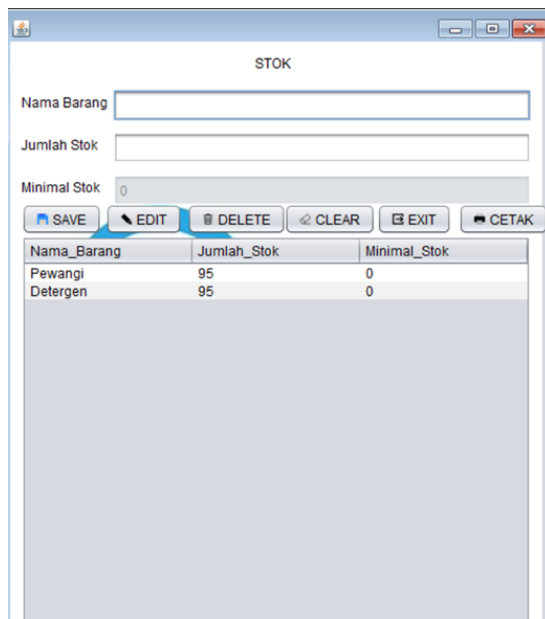 STOK
Nama Barang
Jumlah Stok
Minimal Stok 0
SAVE EDIT DELETE CLEAR EXIT CETAK
Nama_Barang Jumlah_Stok Minimal_Stok
Pewangi 95 0
Detergen 95 0